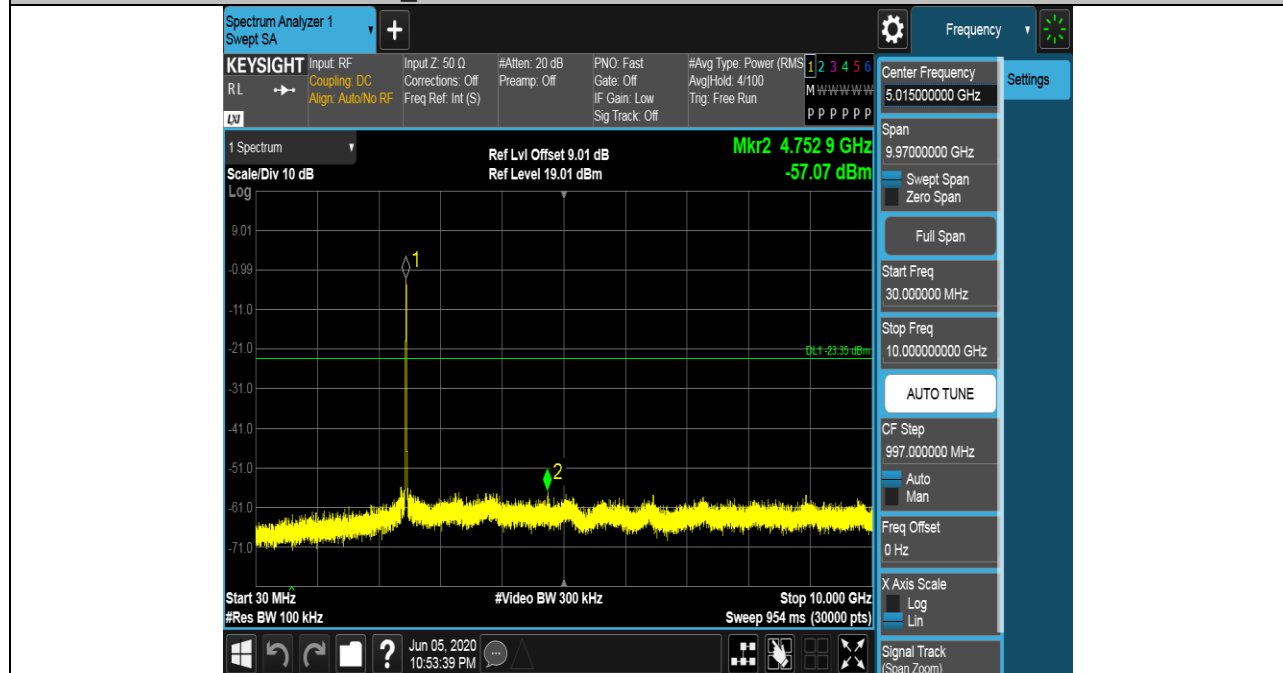 Spectrum Analyzer 1
Swept SA
+
Frequency
KEYSIGHT
RL
LXI
Input: RF
Coupling: DC
Align: Auto/No RF
Input Z: 50 Ω
Corrections: Off
Freq Ref: Int (S)
#Atten: 20 dB
Preamp: Off
PNO: Fast
Gate: Off
IF Gain: Low
Sig Track: Off
#Avg Type: Power (RMS
Avg|Hold: 4/100
Trig: Free Run
1 2 3 4 5 6
M W W W W W
P P P P P P
Center Frequency
5.015000000 GHz
Settings
1 Spectrum
Scale/Div 10 dB
Log
Ref Lvl Offset 9.01 dB
Ref Level 19.01 dBm
Mkr2 4.752 9 GHz
-57.07 dBm
Span
9.97000000 GHz
Swept Span
Zero Span
Full Span
Start Freq
30.000000 MHz
Stop Freq
10.000000000 GHz
AUTO TUNE
CF Step
997.000000 MHz
Auto
Man
Freq Offset
0 Hz
X Axis Scale
Log
Lin
Signal Track
(Span Zoom)
9.01
-0.99
-11.0
-21.0
-31.0
-41.0
-51.0
-61.0
-71.0
1
DL1 -23.35 dBm
2
Start 30 MHz
#Res BW 100 kHz
#Video BW 300 kHz
Stop 10.000 GHz
Sweep 954 ms (30000 pts)
?
Jun 05, 2020
10:53:39 PM